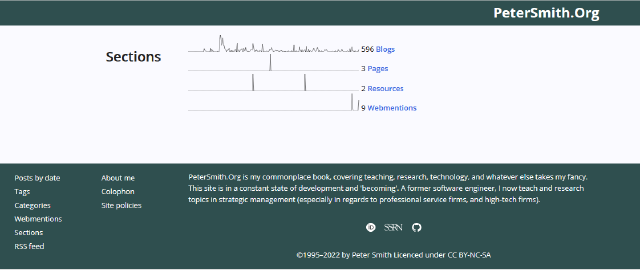 PeterSmith.Org
Sections
596 Blogs
3 Pages
2 Resources
9 Webmentions
Posts by date
Tags
Categories
Webmentions
Sections
RSS feed
About me
Colophon
Site policies
PeterSmith.Org is my commonplace book, covering teaching, research, technology, and whatever else takes my fancy.
This site is in a constant state of development and 'becoming'. A former software engineer, I now teach and research
topics in strategic management (especially in regards to professional service firms, and high-tech firms).
iD SSRN
©1995–2022 by Peter Smith Licenced under CC BY-NC-SA